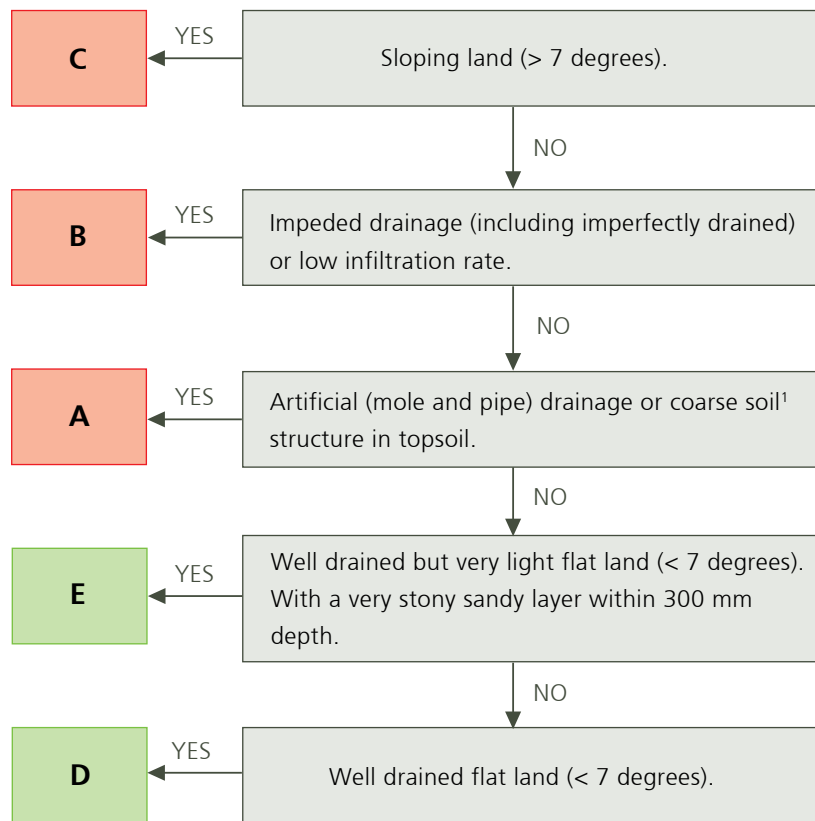 C
YES
Sloping land (> 7 degrees).
NO
B
YES
Impeded drainage (including imperfectly drained)
or low infiltration rate.
NO
A
YES
Artificial (mole and pipe) drainage or coarse soil¹
structure in topsoil.
NO
E
YES
Well drained but very light flat land (< 7 degrees).
With a very stony sandy layer within 300 mm
depth.
NO
D
YES
Well drained flat land (< 7 degrees).